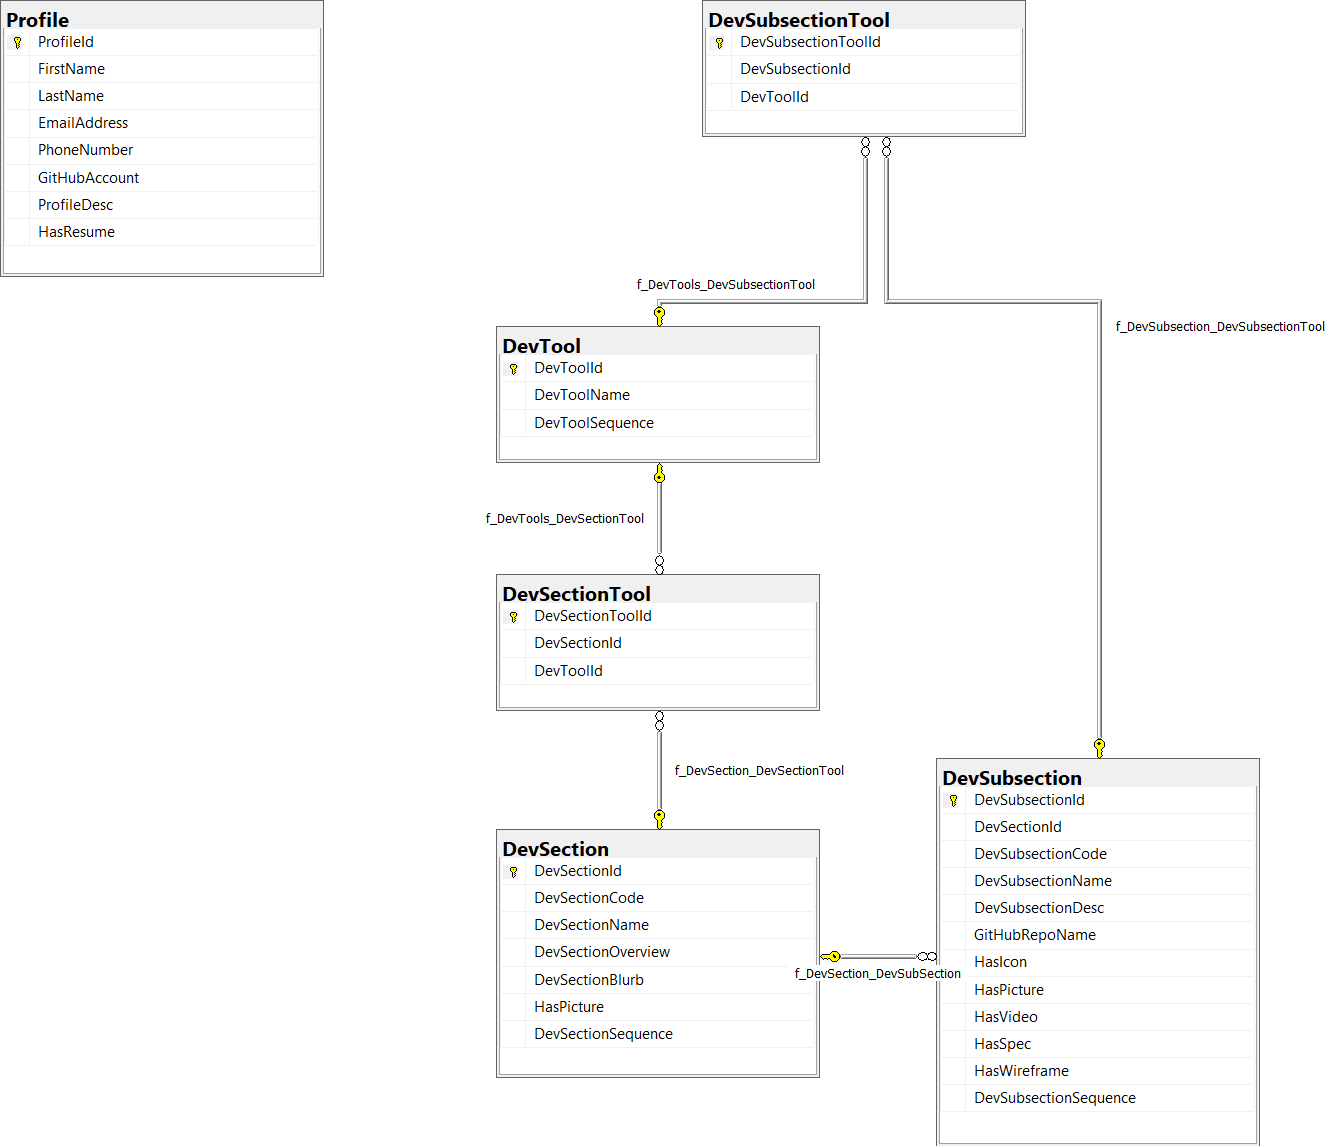 Profile
ProfileId
FirstName
LastName
EmailAddress
PhoneNumber
GitHubAccount
ProfileDesc
HasResume
DevSubsectionTool
DevSubsectionToolId
DevSubsectionId
DevToolId
f_DevTools_DevSubsectionTool
f_DevSubsection_DevSubsectionTool
DevTool
DevToolId
DevToolName
DevToolSequence
f_DevTools_DevSectionTool
DevSectionTool
DevSectionToolId
DevSectionId
DevToolId
f_DevSection_DevSectionTool
DevSection
DevSectionId
DevSectionCode
DevSectionName
DevSectionOverview
DevSectionBlurb
HasPicture
DevSectionSequence
f_DevSection_DevSubSection
DevSubsection
DevSubsectionId
DevSectionId
DevSubsectionCode
DevSubsectionName
DevSubsectionDesc
GitHubRepoName
HasIcon
HasPicture
HasVideo
HasSpec
HasWireframe
DevSubsectionSequence